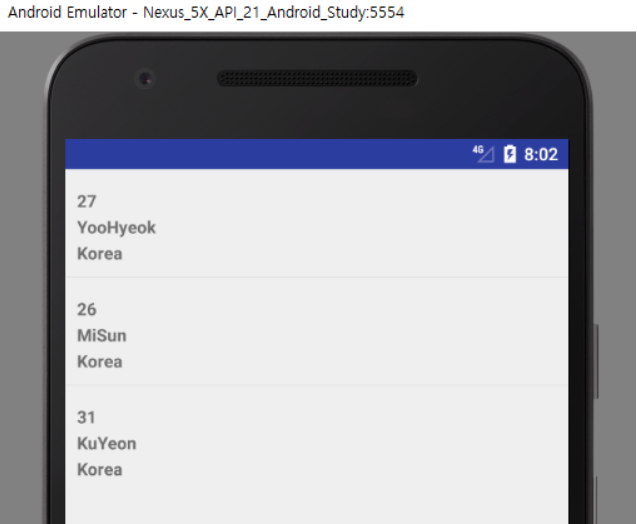 Android Emulator - Nexus_5X_API_21_Android_Study:5554
4G 8:02
27
YooHyeok
Korea
26
MiSun
Korea
31
KuYeon
Korea